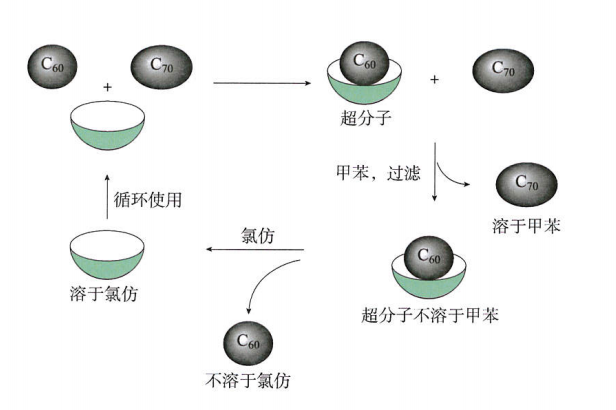 C₆₀ + C₇₀
C₆₀ + C₇₀
超分子
甲苯，过滤
C₇₀
溶于甲苯
循环使用
氯仿
C₆₀
溶于氯仿
超分子不溶于甲苯
C₆₀
不溶于氯仿